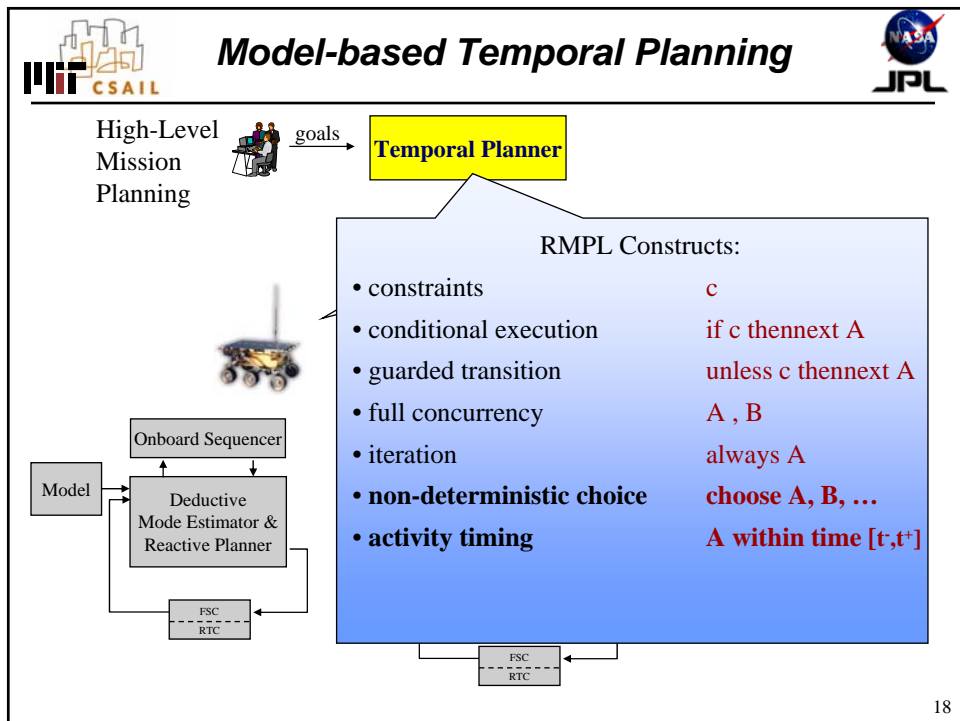 MIT
CSAIL
Model-based Temporal Planning
NASA
JPL
High-Level
Mission
Planning
goals
Temporal Planner
RMPL Constructs:
• constraints c
• conditional execution if c thennext A
• guarded transition unless c thennext A
• full concurrency A , B
• iteration always A
• non-deterministic choice choose A, B, …
• activity timing A within time [t-,t+]
Onboard Sequencer
Model
Deductive
Mode Estimator &
Reactive Planner
FSC
RTC
FSC
RTC
18